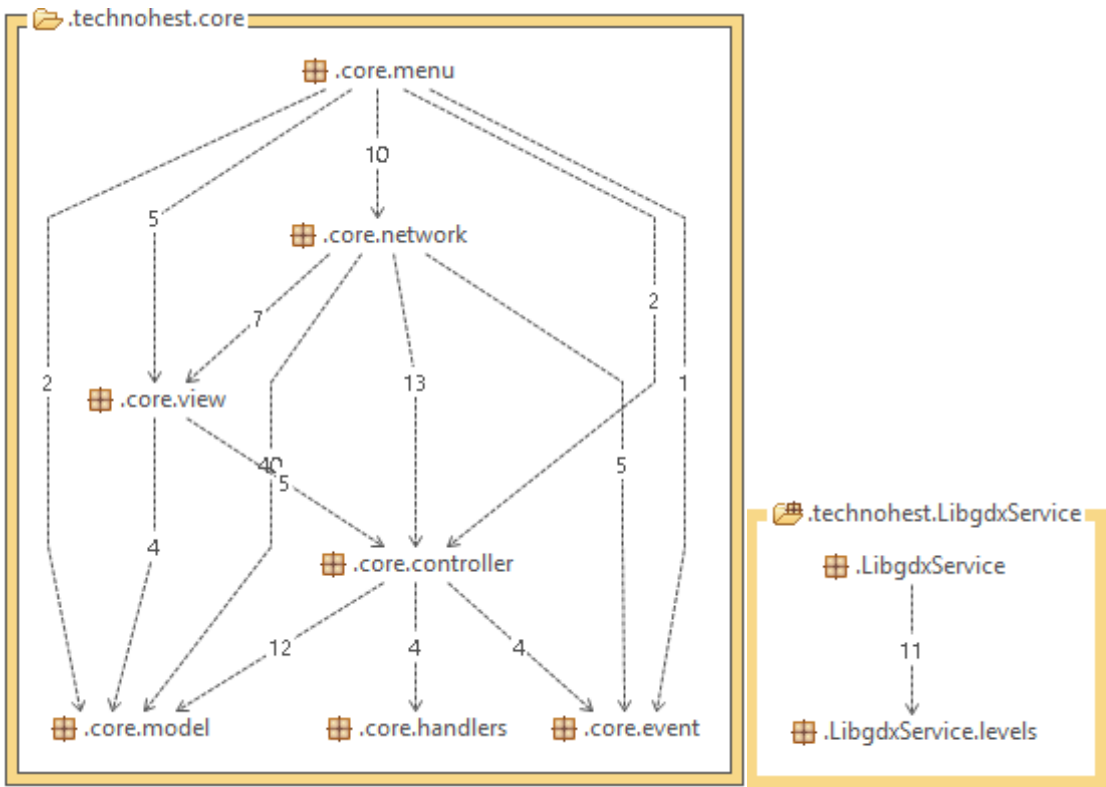 .technohest.core
.core.menu
10
5
.core.network
2
7
2
13
1
.core.view
40
5
5
.technohest.LibgdxService
4
.core.controller
.LibgdxService
12
4
4
11
.core.model
.core.handlers
.core.event
.LibgdxService.levels